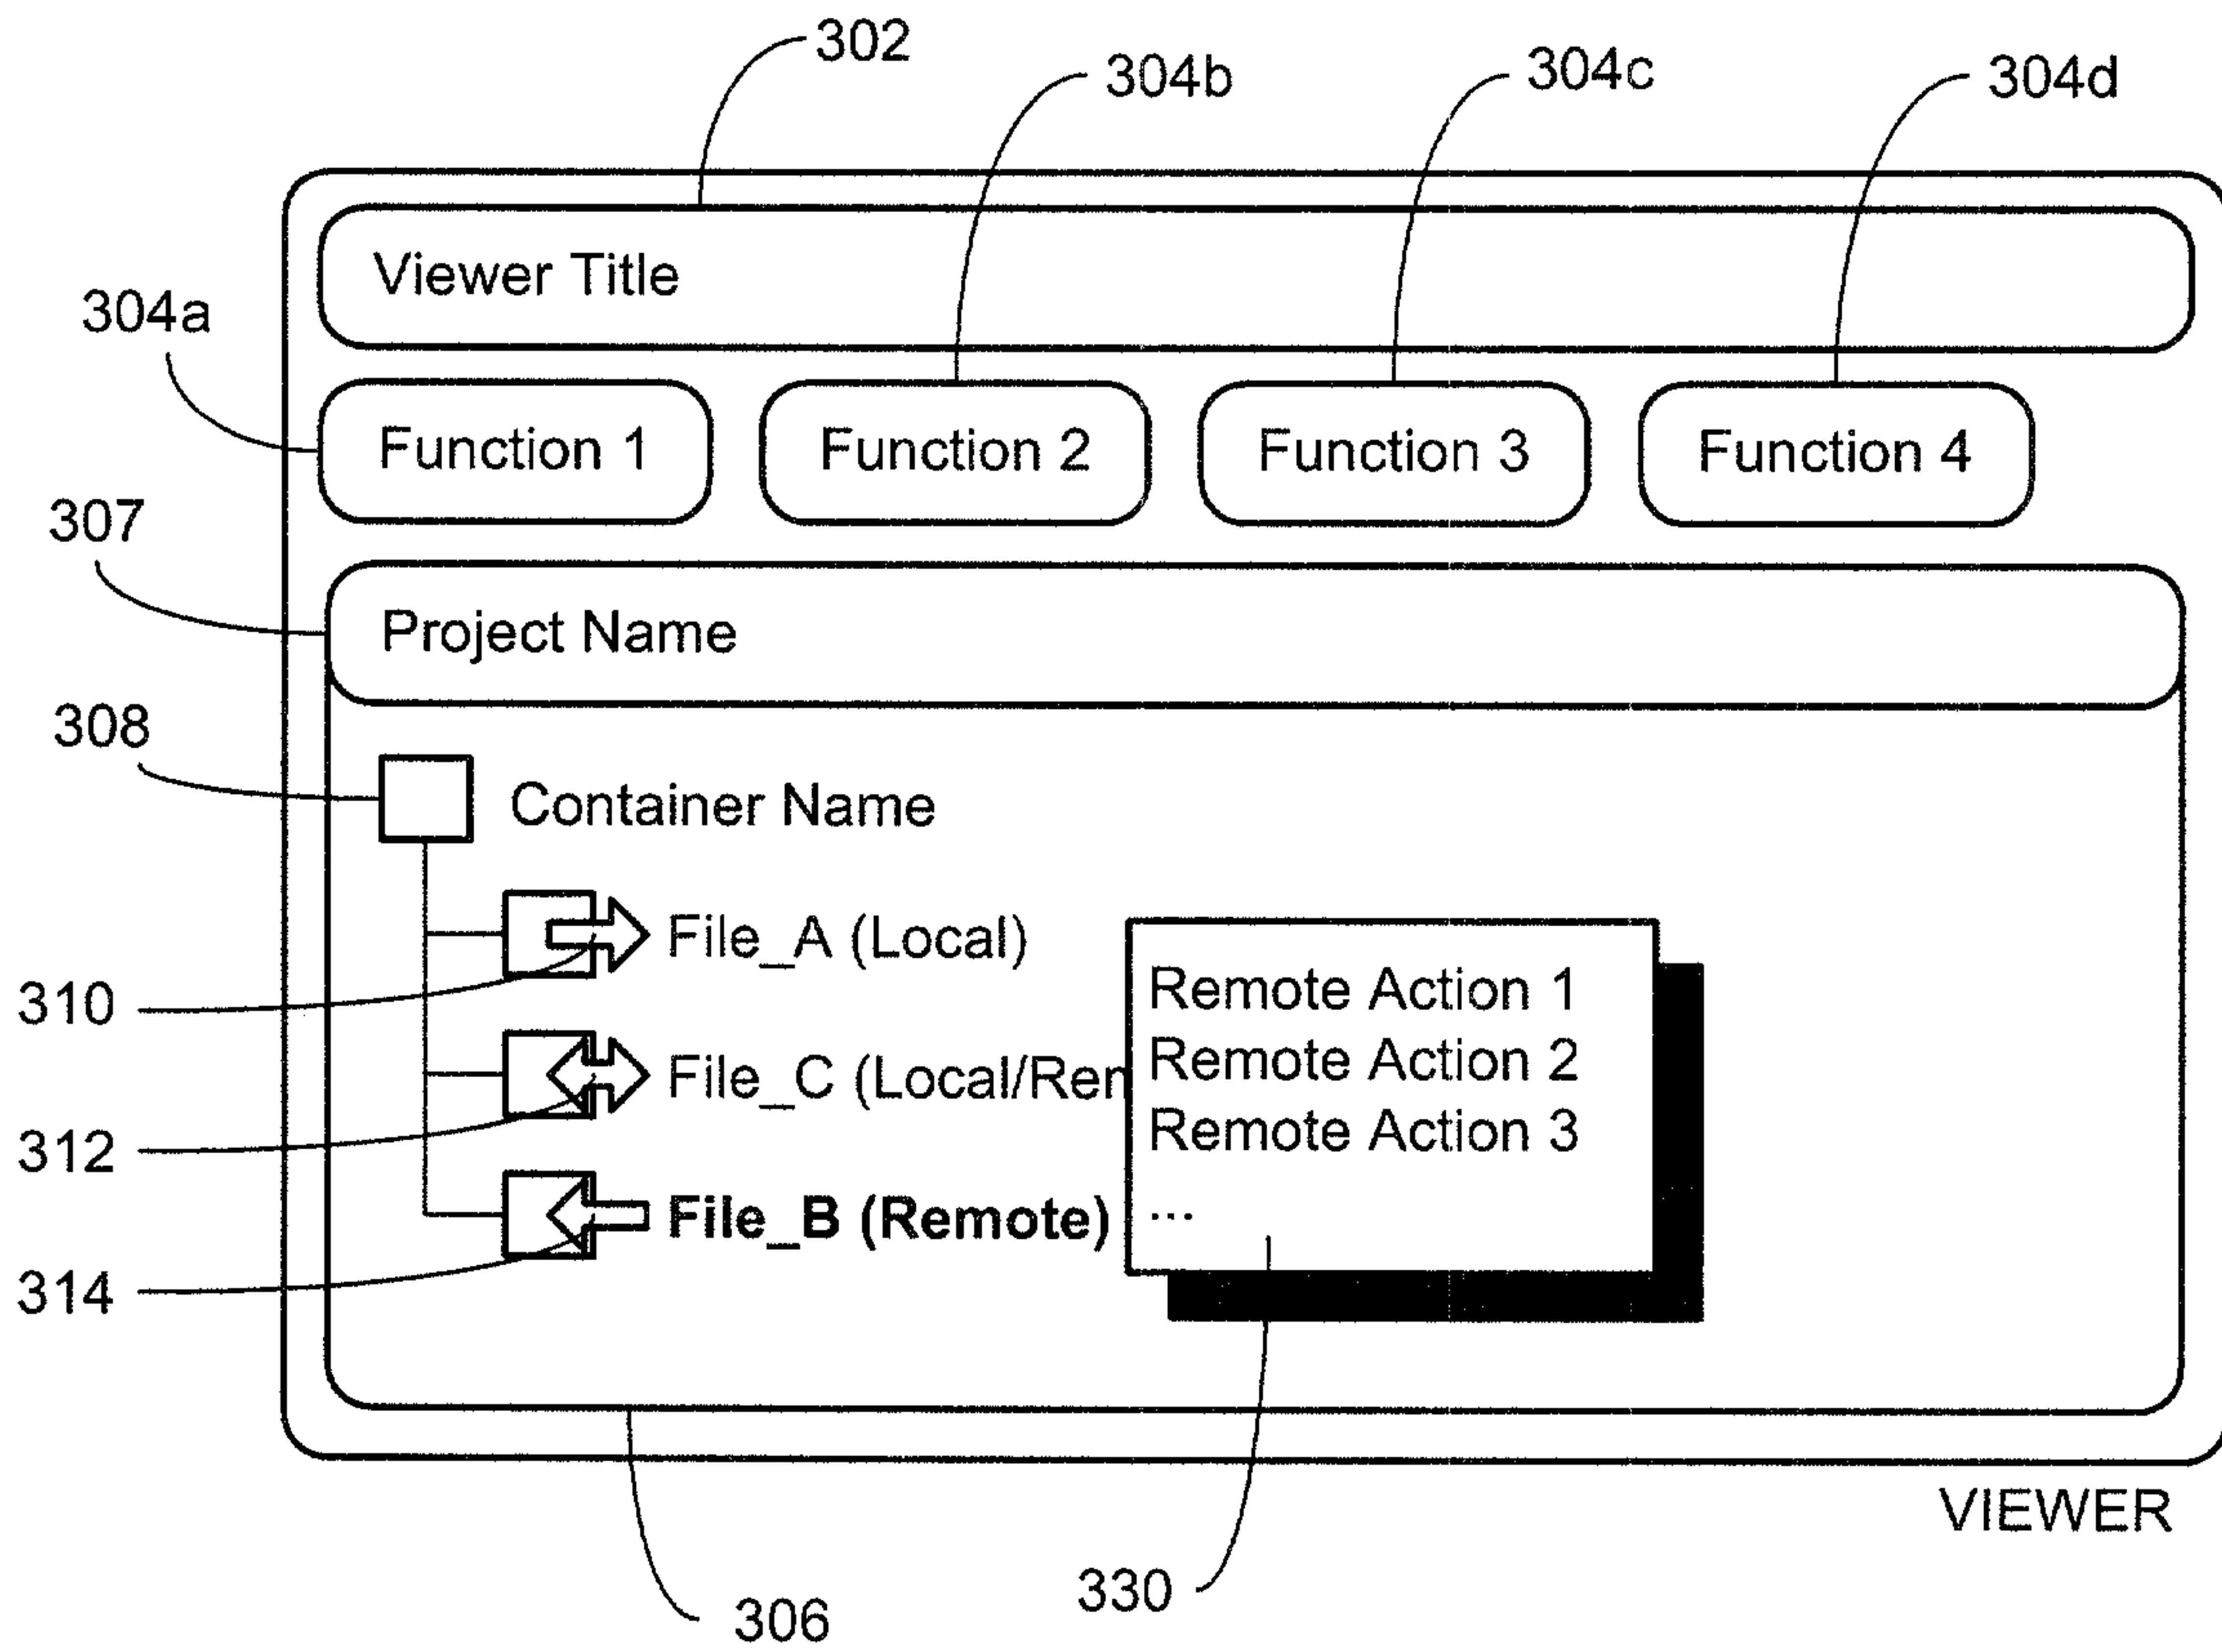 302
304b
304c
304d
Viewer Title
304a
Function 1
Function 2
Function 3
Function 4
307
Project Name
308
Container Name
File_A (Local)
310
File_C (Local/Ren
312
File_B (Remote)
314
Remote Action 1
Remote Action 2
Remote Action 3
...
VIEWER
330
306